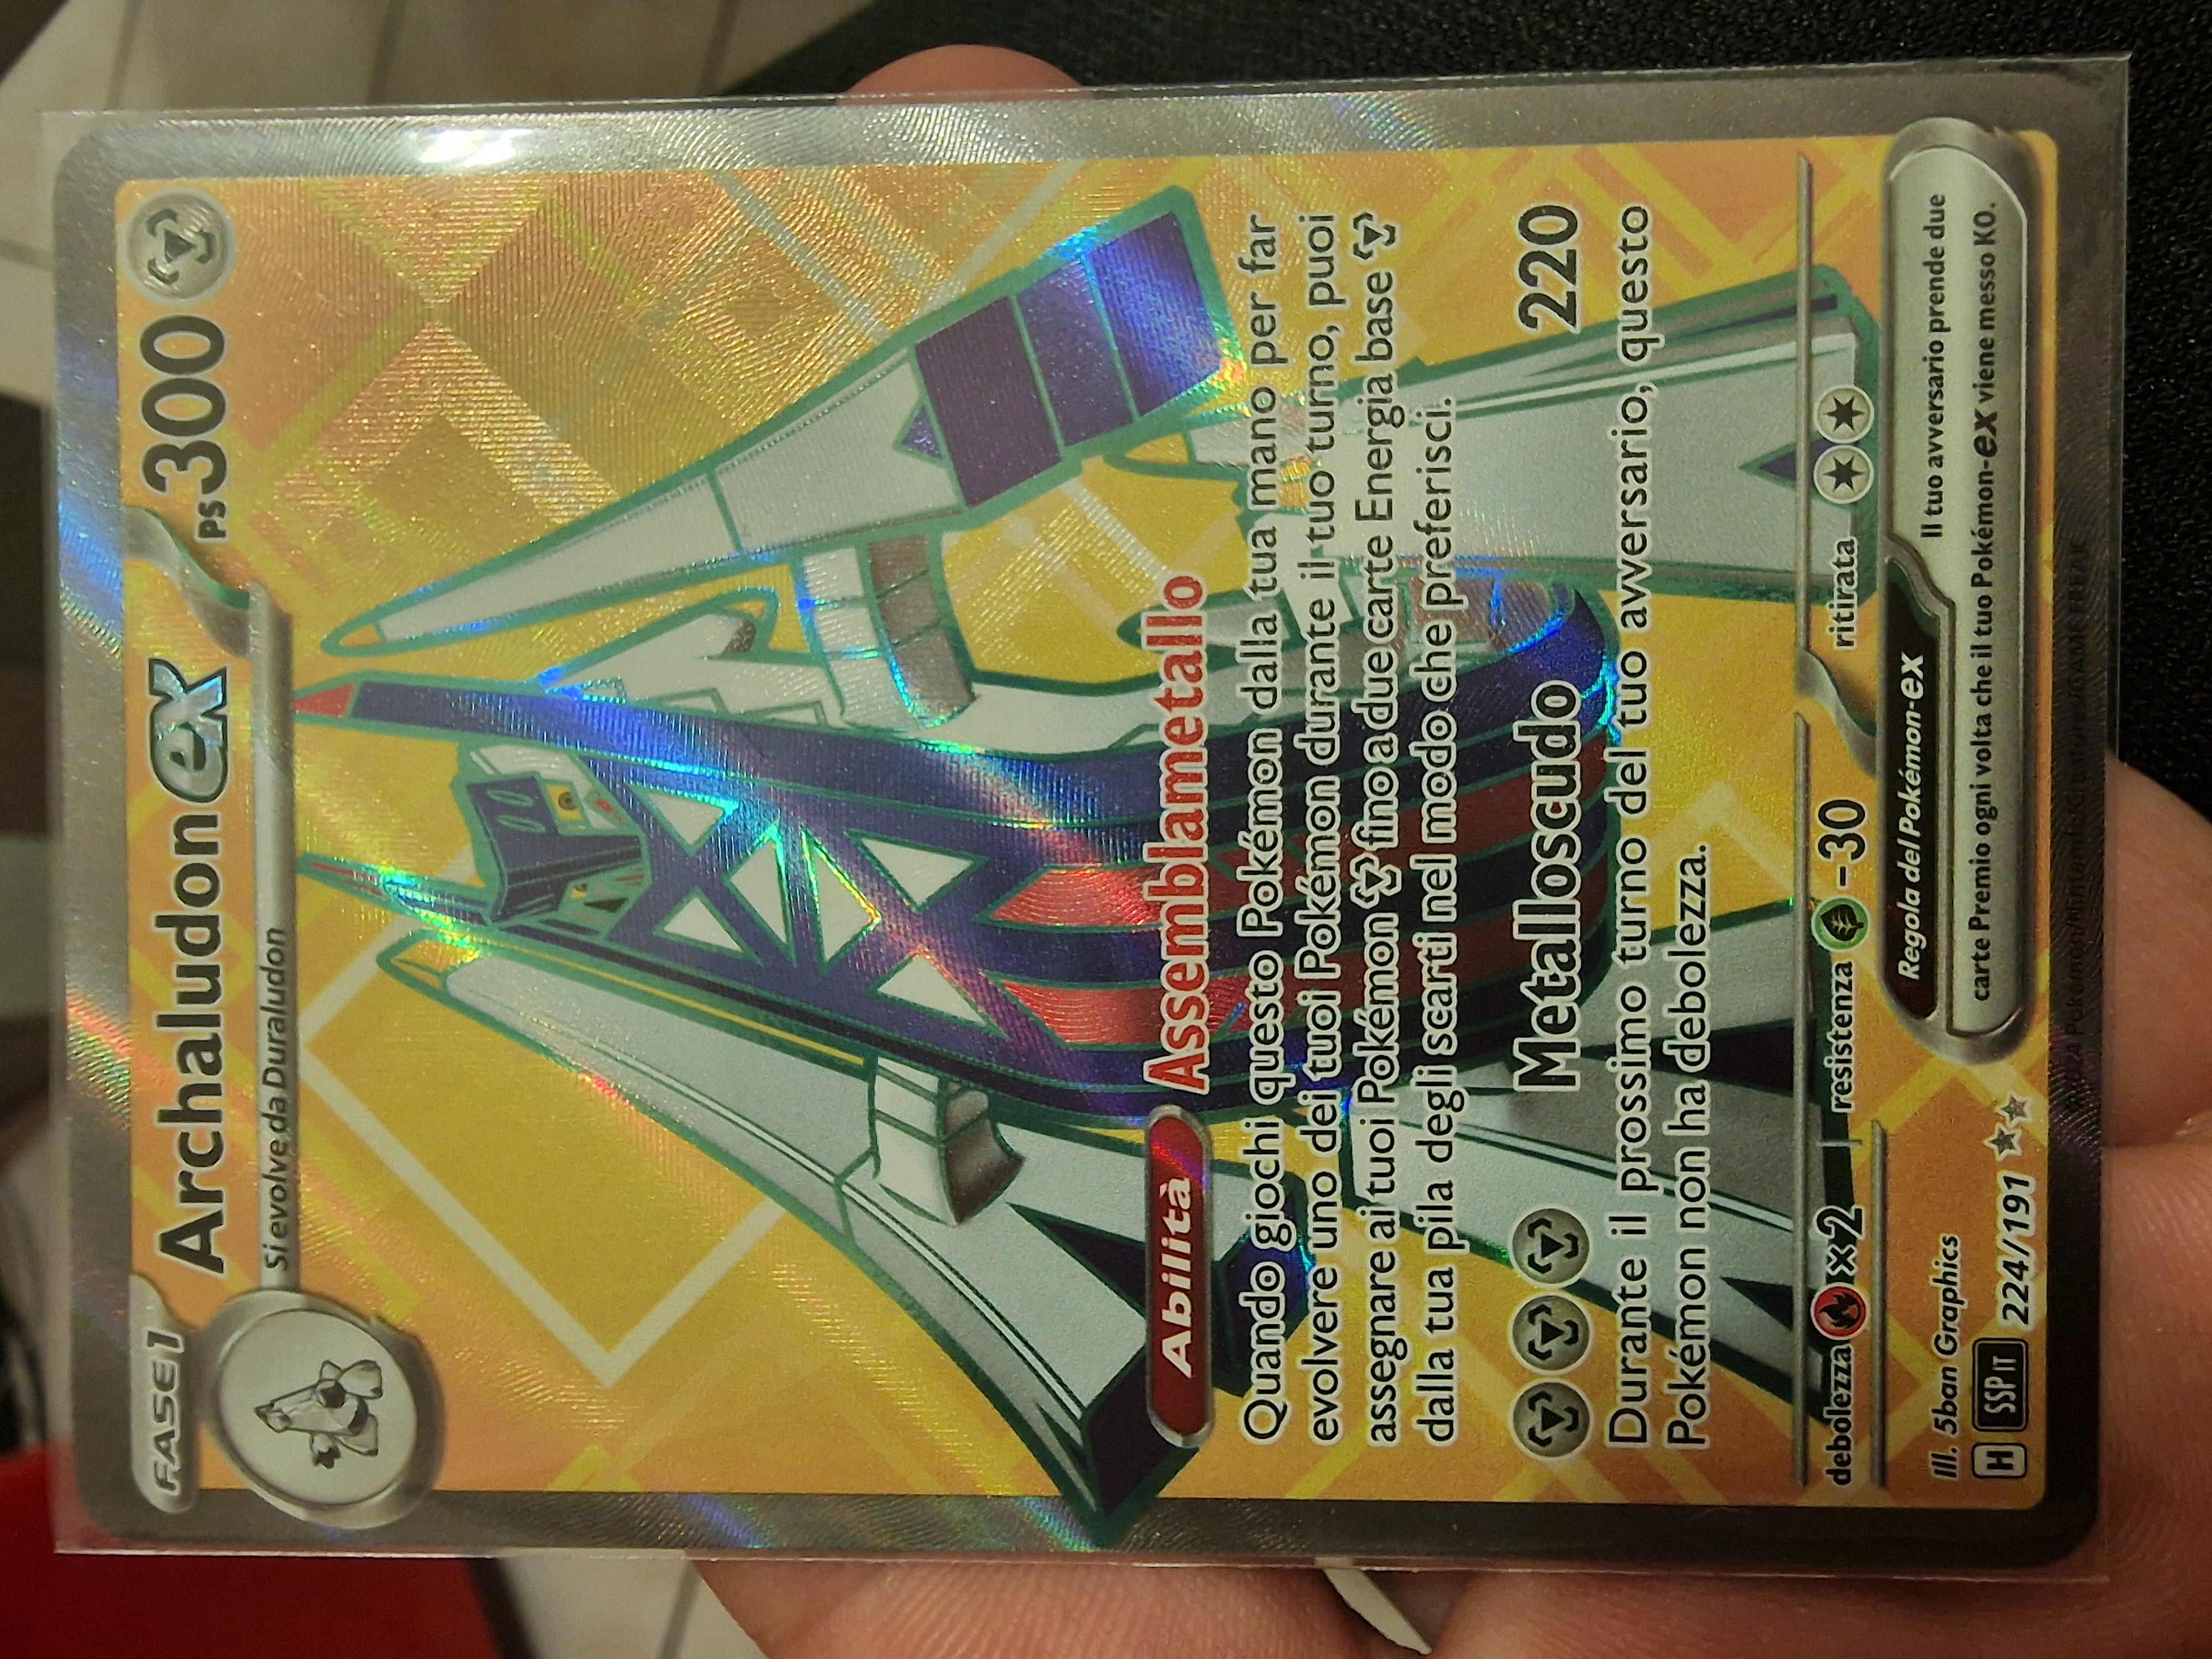 FASE 1
Archaludon ex
PS 300
Si evolve da Duraludon
Abilità Assemblametallo
Quando giochi questo Pokémon dalla tua mano per far
evolvere uno dei tuoi Pokémon durante il tuo turno, puoi
assegnare ai tuoi Pokémon fino a due carte Energia base
dalla tua pila degli scarti nel modo che preferisci.
Metalloscudo 220
Durante il prossimo turno del tuo avversario, questo
Pokémon non ha debolezza.
debolezza ×2 resistenza -30 ritirata
Ill. 5ban Graphics
H SSP IT 224/191
Regola dei Pokémon-ex
Il tuo avversario prende due
carte Premio ogni volta che il tuo Pokémon-ex viene messo KO.